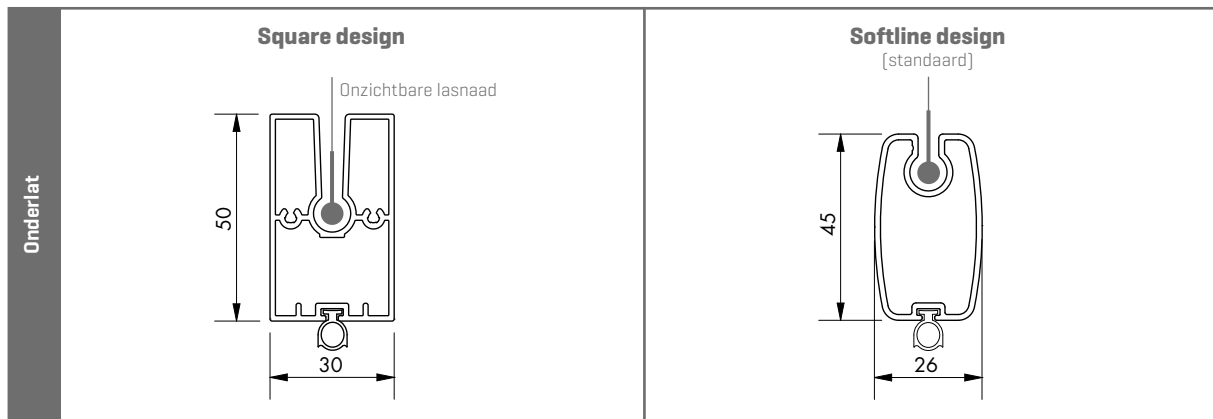 Onderlat
Square design
Onzichtbare lasnaad
50
30
Softline design
(standaard)
45
26